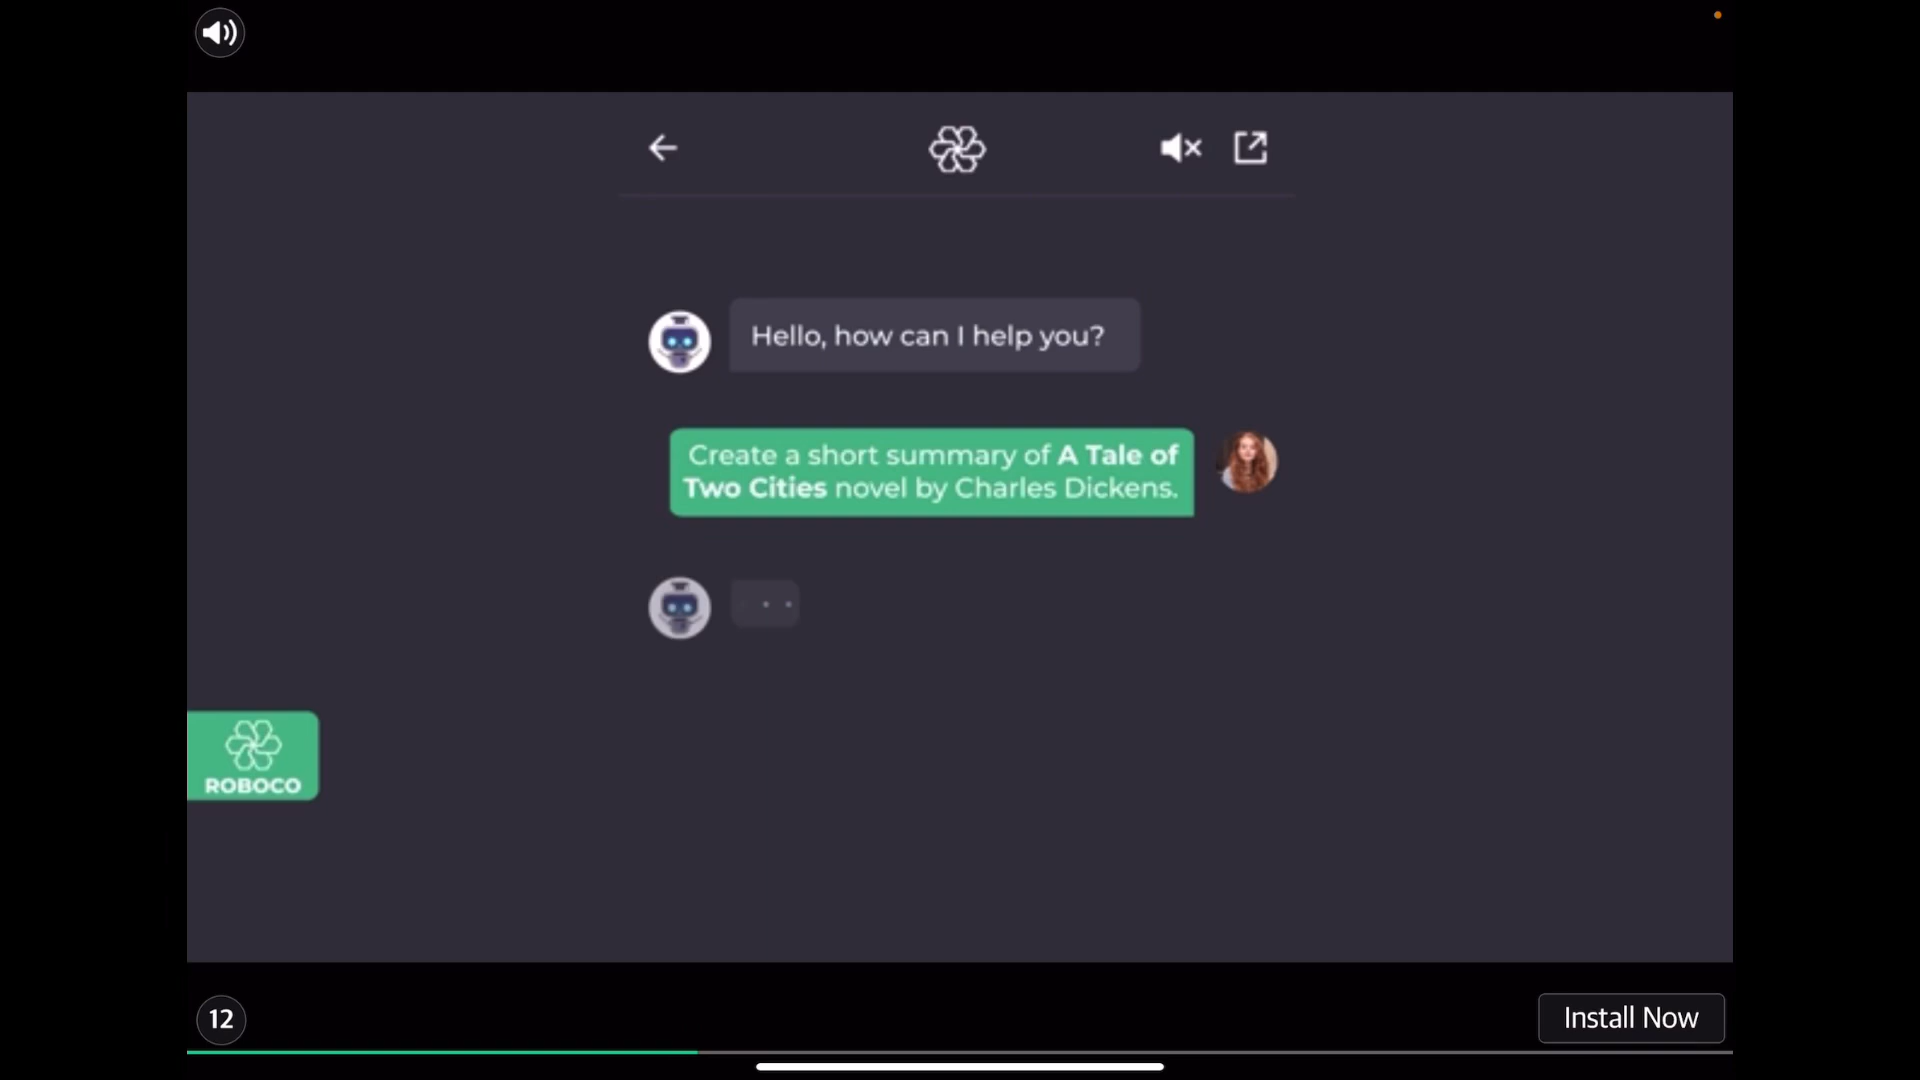 Hello, how can I help you?
Create a short summary of A Tale of
Two Cities novel by Charles Dickens.
ROBOCO
12
Install Now